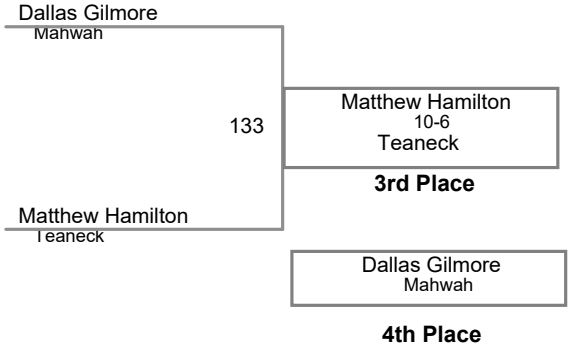 Dallas Gilmore
Mahwah
133
Matthew Hamilton
10-6
Teaneck
3rd Place
Matthew Hamilton
Teaneck
Dallas Gilmore
Mahwah
4th Place